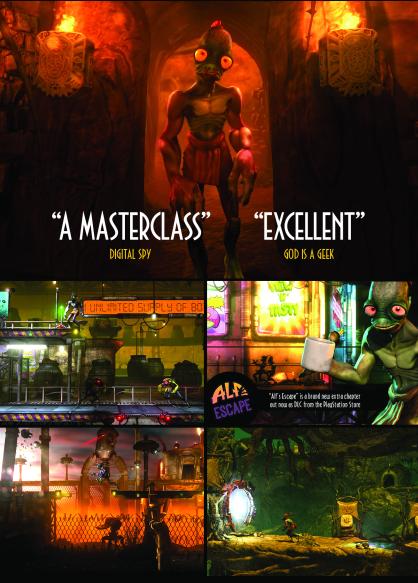 “A MASTERCLASS”
DIGITAL SPY
“EXCELLENT”
GOD IS A GEEK
UNLIMITED SUPPLY OF BO
ALF'S
ESCAPE
“Alf's Escape” is a brand new extra chapter
out now as DLC from the PlayStation Store